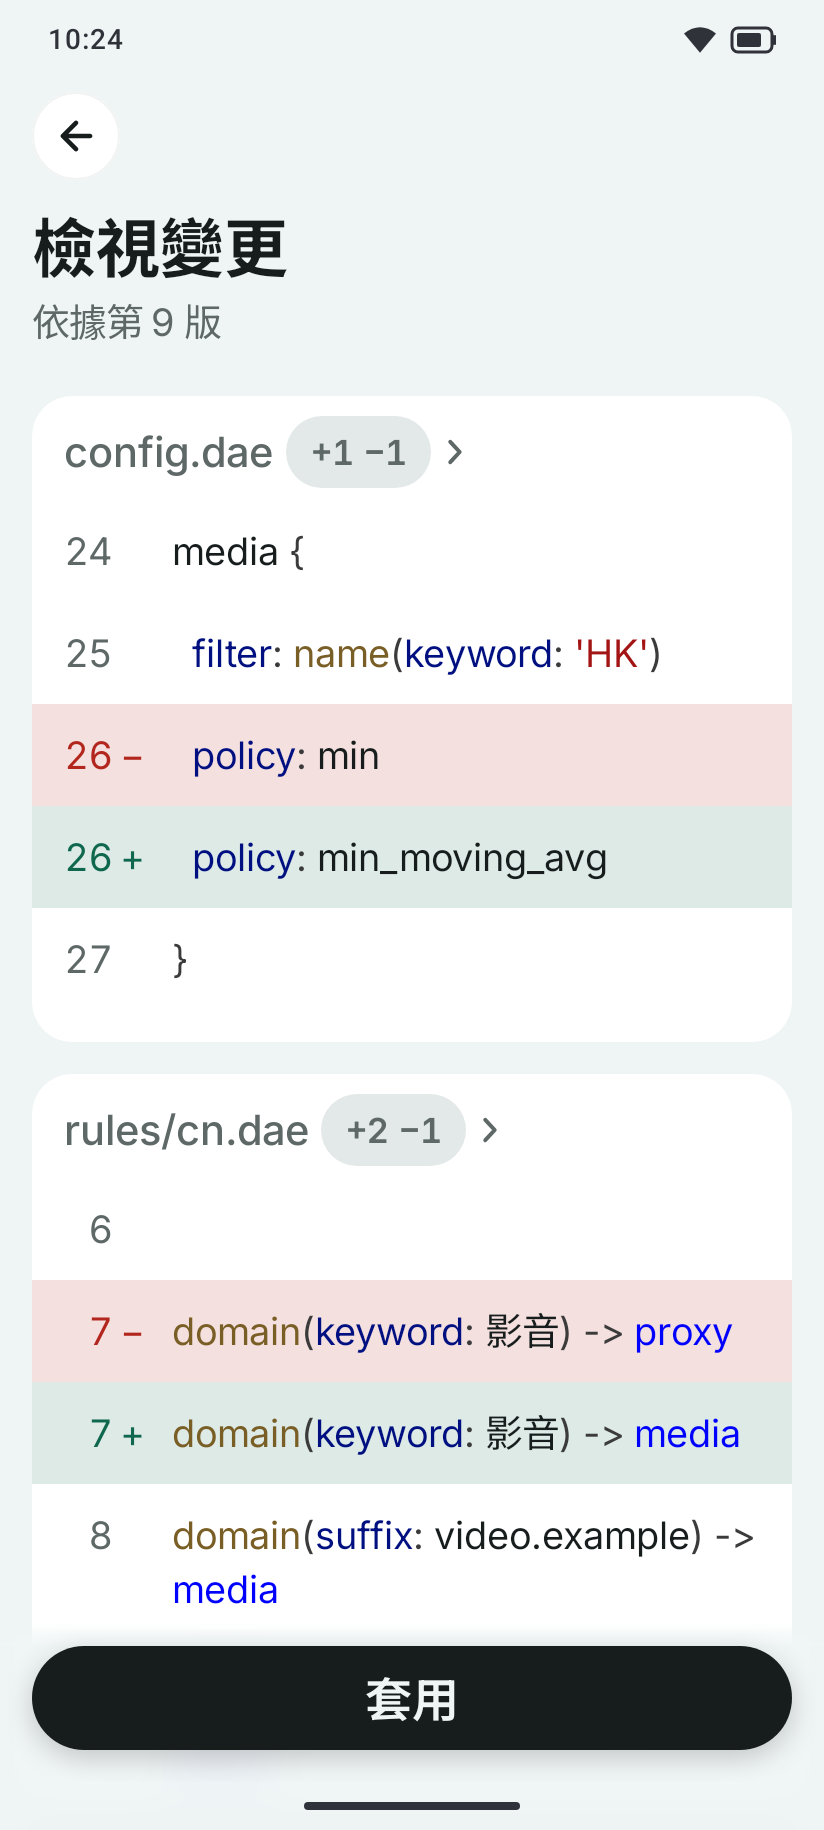 10:24
檢視變更
依據第 9 版
config.dae +1 −1
24 media {
25 filter: name(keyword: 'HK')
26 − policy: min
26 + policy: min_moving_avg
27 }
rules/cn.dae +2 −1
6
7 − domain(keyword: 影音) -> proxy
7 + domain(keyword: 影音) -> media
8 domain(suffix: video.example) ->
media
套用